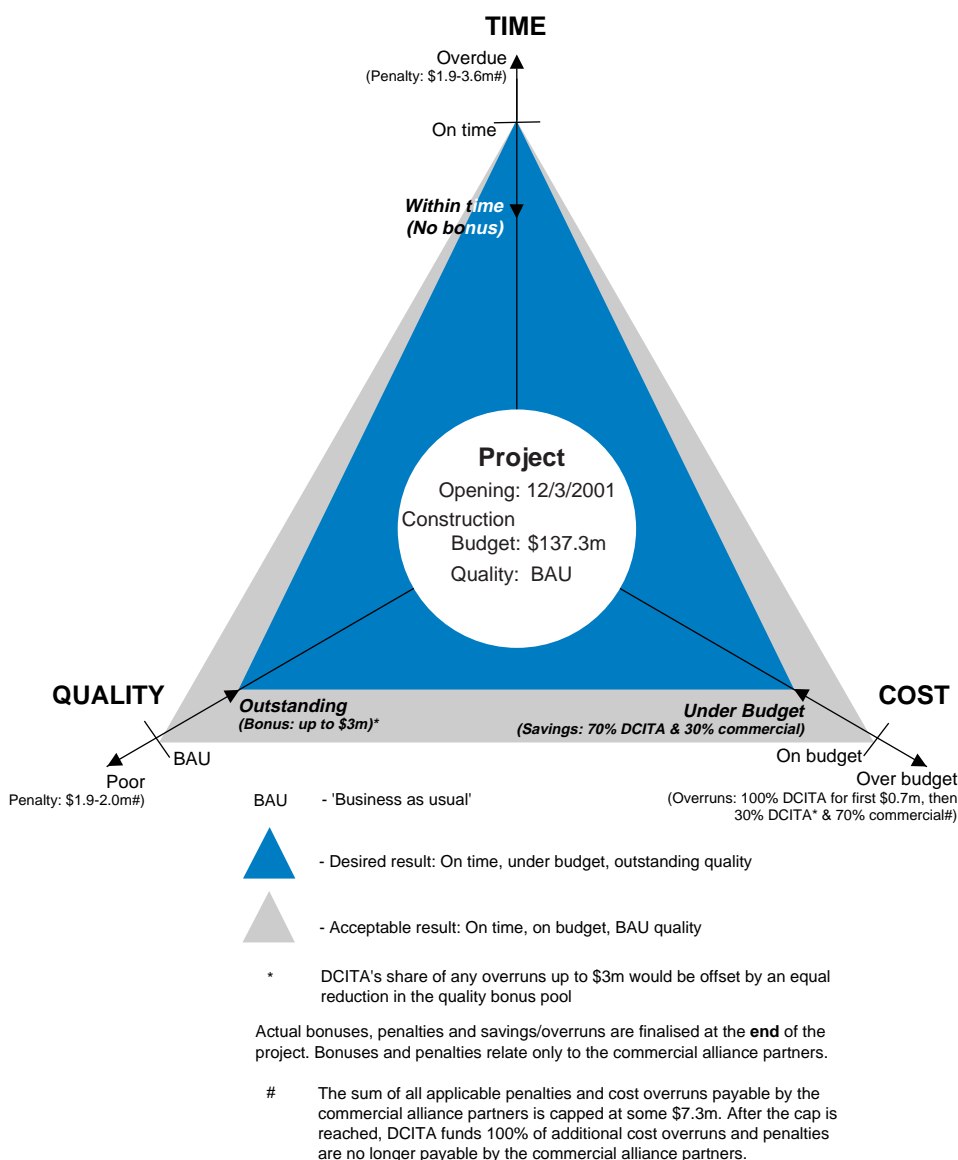 TIME
Overdue
(Penalty: $1.9-3.6m#)
On time
Within time
(No bonus)
Project
Opening: 12/3/2001
Construction
Budget: $137.3m
Quality: BAU
QUALITY
COST
Outstanding
(Bonus: up to $3m)*
Under Budget
(Savings: 70% DCITA & 30% commercial)
BAU
On budget
Poor
Penalty: $1.9-2.0m#)
Over budget
(Overruns: 100% DCITA for first $0.7m, then
30% DCITA* & 70% commercial#)
BAU - 'Business as usual'
- Desired result: On time, under budget, outstanding quality
- Acceptable result: On time, on budget, BAU quality
* DCITA's share of any overruns up to $3m would be offset by an equal
reduction in the quality bonus pool
Actual bonuses, penalties and savings/overruns are finalised at the end of the
project. Bonuses and penalties relate only to the commercial alliance partners.
# The sum of all applicable penalties and cost overruns payable by the
commercial alliance partners is capped at some $7.3m. After the cap is
reached, DCITA funds 100% of additional cost overruns and penalties
are no longer payable by the commercial alliance partners.